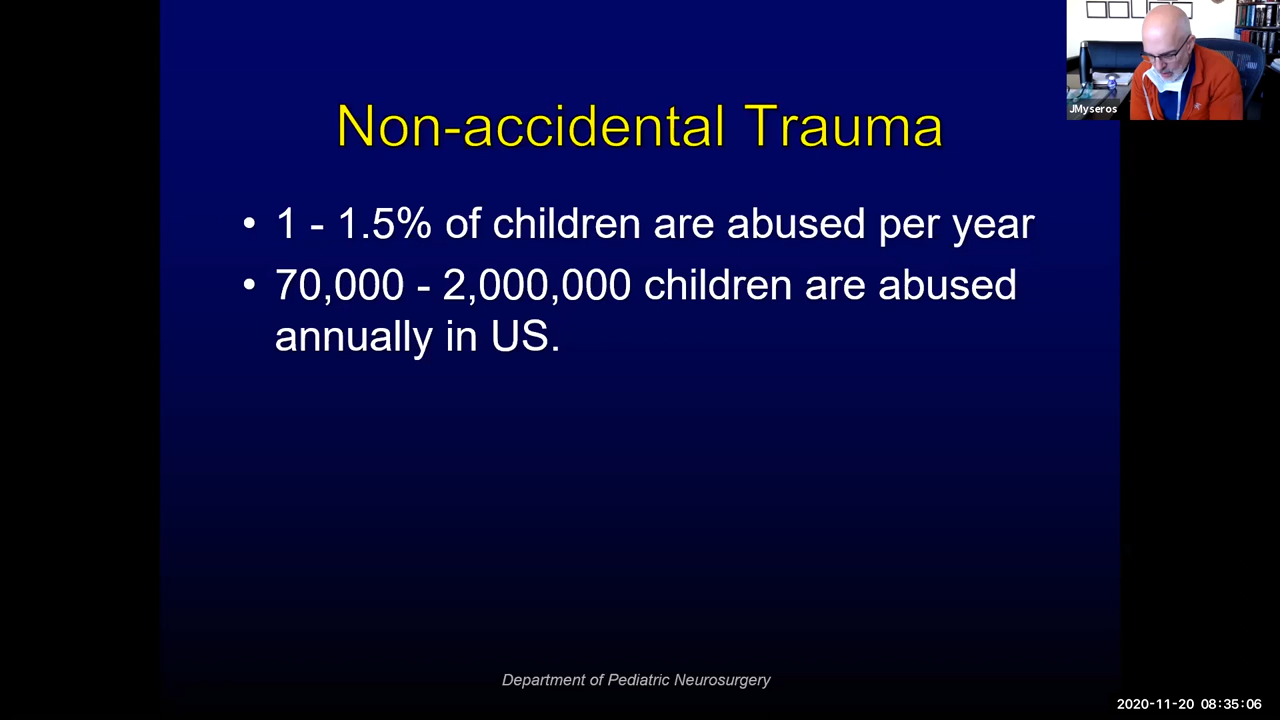 JMyseros
Non-accidental Trauma
• 1 - 1.5% of children are abused per year
• 70,000 - 2,000,000 children are abused
annually in US.
Department of Pediatric Neurosurgery
2020-11-20 08:35:06